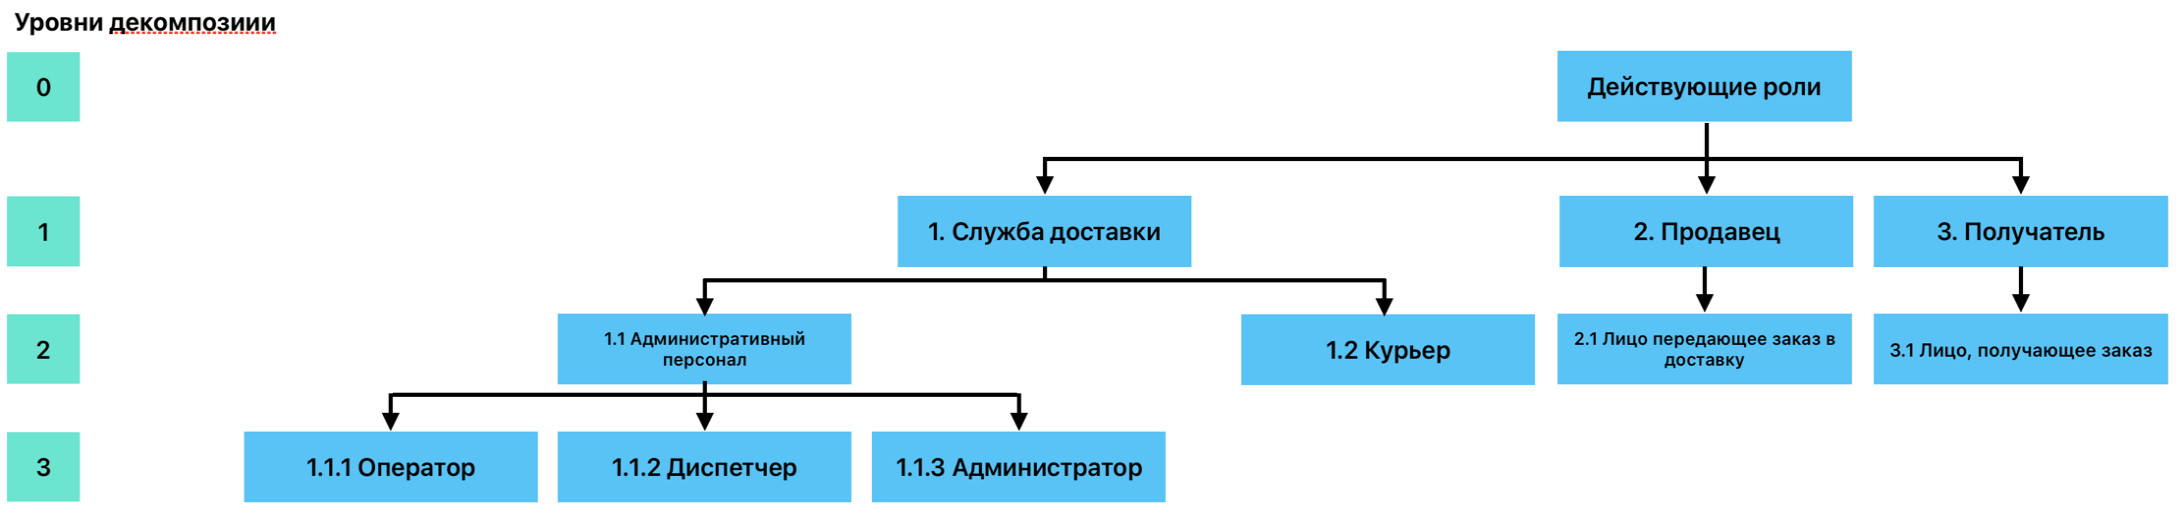 Уровни декомпозиии
0
Действующие роли
1
1. Служба доставки
2. Продавец
3. Получатель
2
1.1 Административный
персонал
1.2 Курьер
2.1 Лицо передающее заказ в
доставку
3.1 Лицо, получающее заказ
3
1.1.1 Оператор
1.1.2 Диспетчер
1.1.3 Администратор